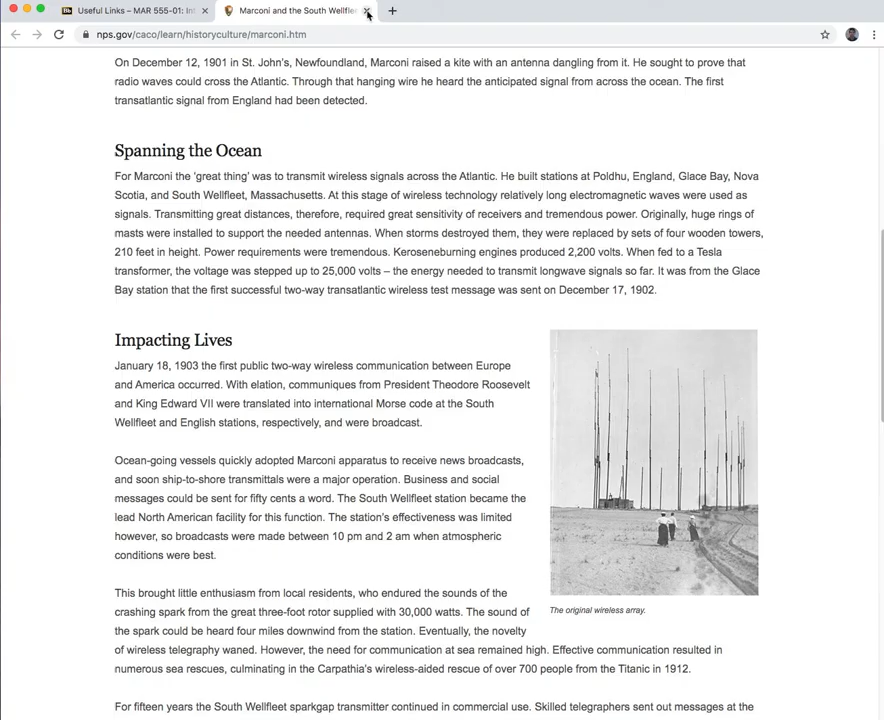 Useful Links – MAR 555-01: Int
Marconi and the South Wellflee
nps.gov/caco/learn/historyculture/marconi.htm
On December 12, 1901 in St. John's, Newfoundland, Marconi raised a kite with an antenna dangling from it. He sought to prove that
radio waves could cross the Atlantic. Through that hanging wire he heard the anticipated signal from across the ocean. The first
transatlantic signal from England had been detected.
Spanning the Ocean
For Marconi the 'great thing' was to transmit wireless signals across the Atlantic. He built stations at Poldhu, England, Glace Bay, Nova
Scotia, and South Wellfleet, Massachusetts. At this stage of wireless technology relatively long electromagnetic waves were used as
signals. Transmitting great distances, therefore, required great sensitivity of receivers and tremendous power. Originally, huge rings of
masts were installed to support the needed antennas. When storms destroyed them, they were replaced by sets of four wooden towers,
210 feet in height. Power requirements were tremendous. Keroseneburning engines produced 2,200 volts. When fed to a Tesla
transformer, the voltage was stepped up to 25,000 volts – the energy needed to transmit longwave signals so far. It was from the Glace
Bay station that the first successful two-way transatlantic wireless test message was sent on December 17, 1902.
Impacting Lives
January 18, 1903 the first public two-way wireless communication between Europe
and America occurred. With elation, communiques from President Theodore Roosevelt
and King Edward VII were translated into international Morse code at the South
Wellfleet and English stations, respectively, and were broadcast.
Ocean-going vessels quickly adopted Marconi apparatus to receive news broadcasts,
and soon ship-to-shore transmittals were a major operation. Business and social
messages could be sent for fifty cents a word. The South Wellfleet station became the
lead North American facility for this function. The station's effectiveness was limited
however, so broadcasts were made between 10 pm and 2 am when atmospheric
conditions were best.
This brought little enthusiasm from local residents, who endured the sounds of the
crashing spark from the great three-foot rotor supplied with 30,000 watts. The sound of
the spark could be heard four miles downwind from the station. Eventually, the novelty
of wireless telegraphy waned. However, the need for communication at sea remained high. Effective communication resulted in
numerous sea rescues, culminating in the Carpathia's wireless-aided rescue of over 700 people from the Titanic in 1912.
The original wireless array.
For fifteen years the South Wellfleet sparkgap transmitter continued in commercial use. Skilled telegraphers sent out messages at the